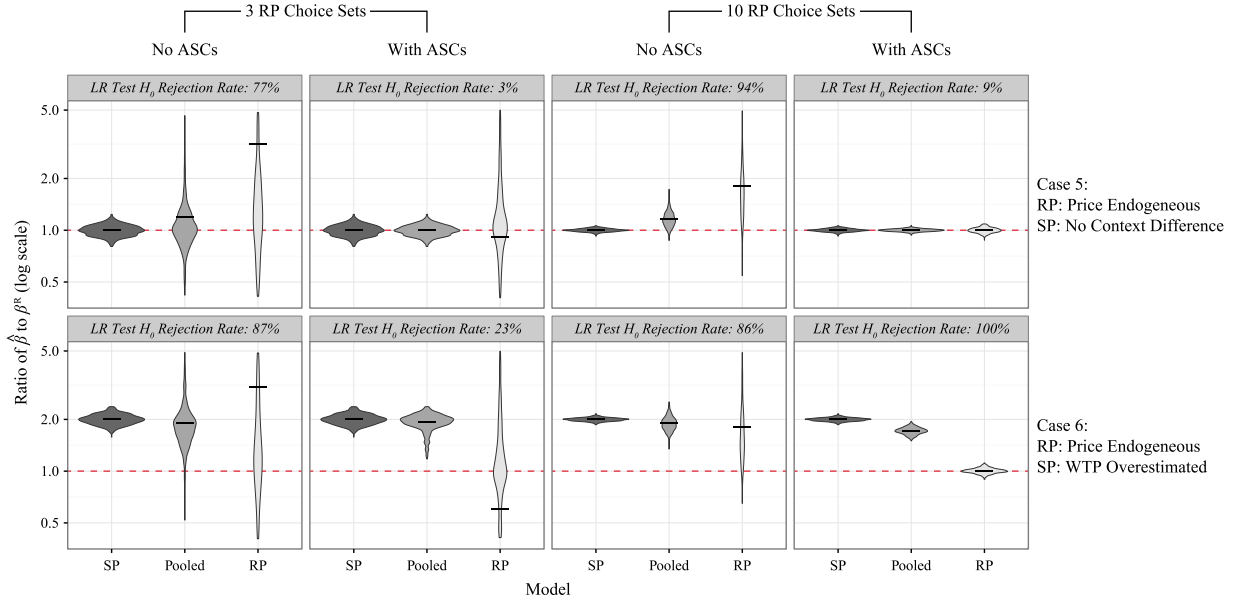 3 RP Choice Sets
10 RP Choice Sets
No ASCs
With ASCs
No ASCs
With ASCs
LR Test H₀ Rejection Rate: 77%
LR Test H₀ Rejection Rate: 3%
LR Test H₀ Rejection Rate: 94%
LR Test H₀ Rejection Rate: 9%
5.0
2.0
1.0
0.5
Case 5:
RP: Price Endogeneous
SP: No Context Difference
Ratio of β̂ to βᴿ (log scale)
LR Test H₀ Rejection Rate: 87%
LR Test H₀ Rejection Rate: 23%
LR Test H₀ Rejection Rate: 86%
LR Test H₀ Rejection Rate: 100%
5.0
2.0
1.0
0.5
Case 6:
RP: Price Endogeneous
SP: WTP Overestimated
SP Pooled RP
SP Pooled RP
SP Pooled RP
SP Pooled RP
Model